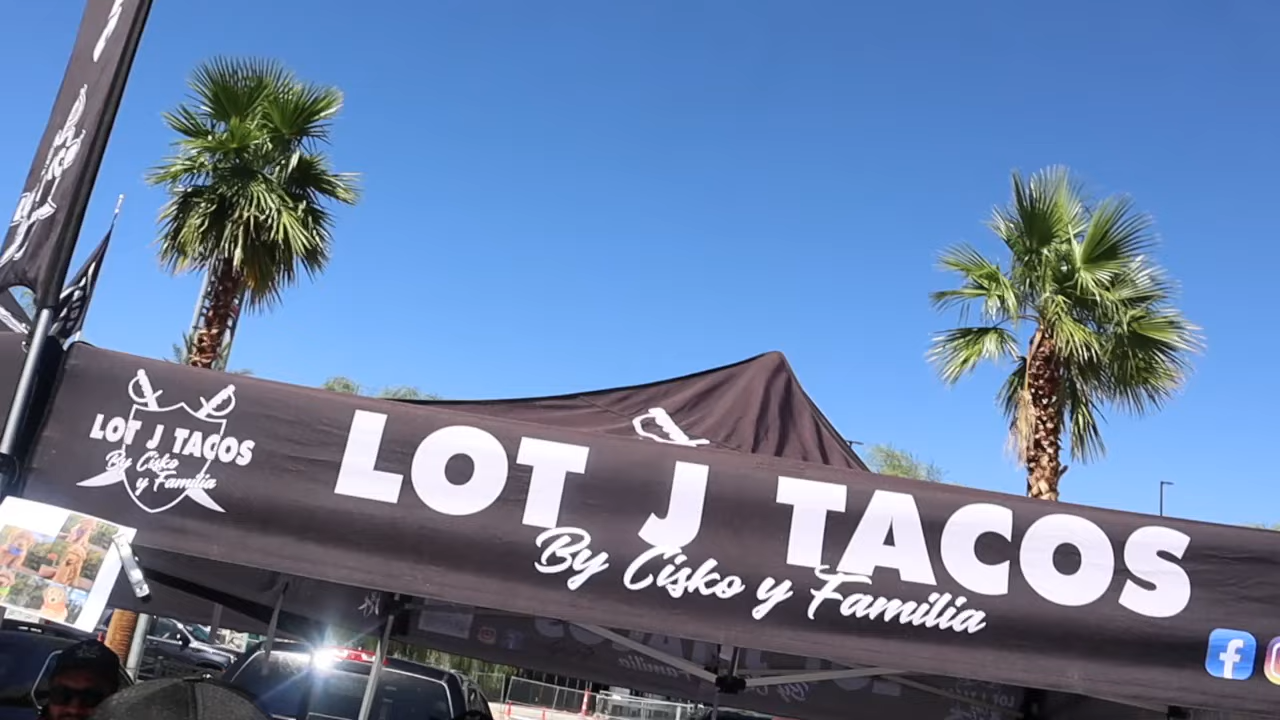 LOT J TACOS
By Cisko
y Familia
LOT J TACOS
By Cisko y Familia
f